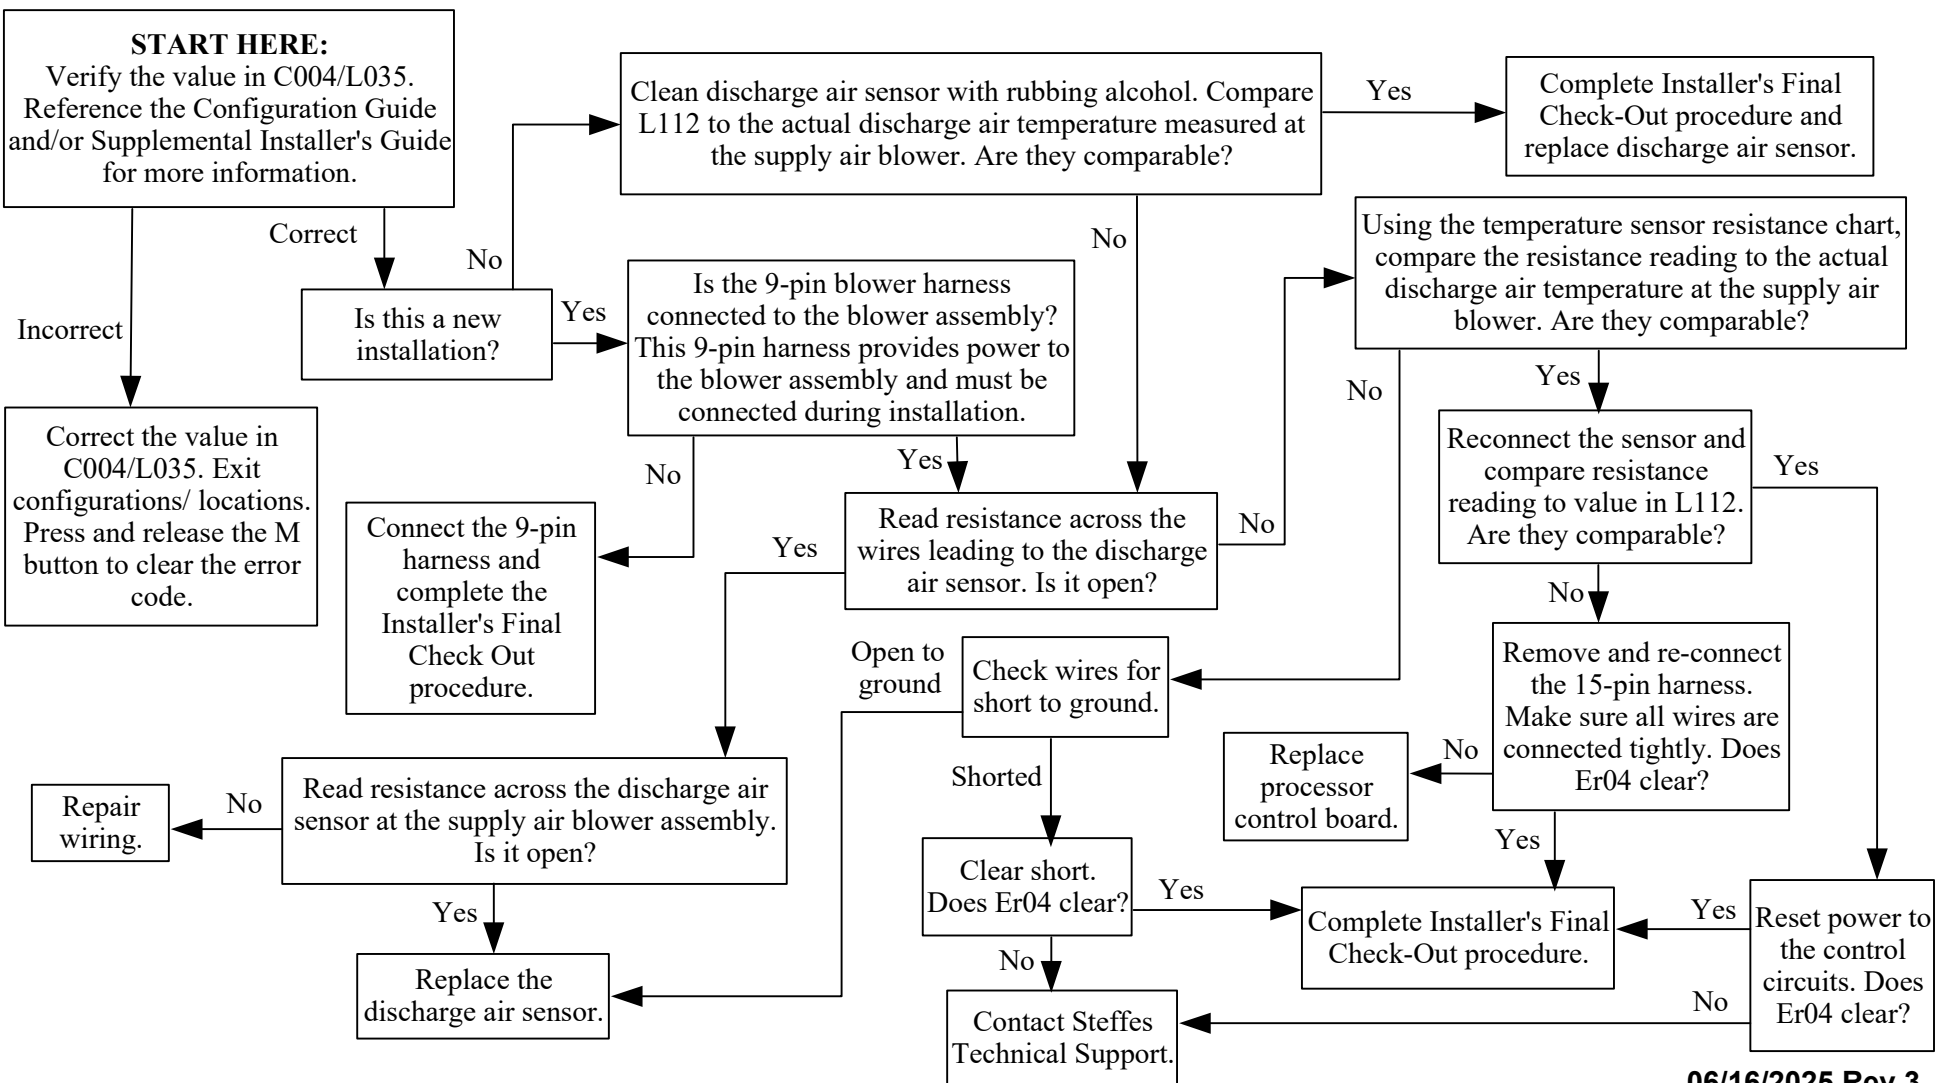 START HERE:
Verify the value in C004/L035.
Reference the Configuration Guide
and/or Supplemental Installer's Guide
for more information.
Correct
Incorrect
Correct the value in
C004/L035. Exit
configurations/ locations.
Press and release the M
button to clear the error
code.
Is this a new
installation?
No
Yes
Clean discharge air sensor with rubbing alcohol. Compare
L112 to the actual discharge air temperature measured at
the supply air blower. Are they comparable?
Yes
No
Complete Installer's Final
Check-Out procedure and
replace discharge air sensor.
Is the 9-pin blower harness
connected to the blower assembly?
This 9-pin harness provides power to
the blower assembly and must be
connected during installation.
No
Yes
Connect the 9-pin
harness and
complete the
Installer's Final
Check Out
procedure.
Read resistance across the
wires leading to the discharge
air sensor. Is it open?
Yes
No
Using the temperature sensor resistance chart,
compare the resistance reading to the actual
discharge air temperature at the supply air
blower. Are they comparable?
No
Yes
Reconnect the sensor and
compare resistance
reading to value in L112.
Are they comparable?
Yes
No
Remove and re-connect
the 15-pin harness.
Make sure all wires are
connected tightly. Does
Er04 clear?
No
Yes
Replace
processor
control board.
Check wires for
short to ground.
Open to
ground
Shorted
Clear short.
Does Er04 clear?
Yes
No
Read resistance across the discharge air
sensor at the supply air blower assembly.
Is it open?
No
Yes
Repair
wiring.
Replace the
discharge air sensor.
Complete Installer's Final
Check-Out procedure.
Reset power to
the control
circuits. Does
Er04 clear?
Yes
No
Contact Steffes
Technical Support.
06/16/2025 Rev 3